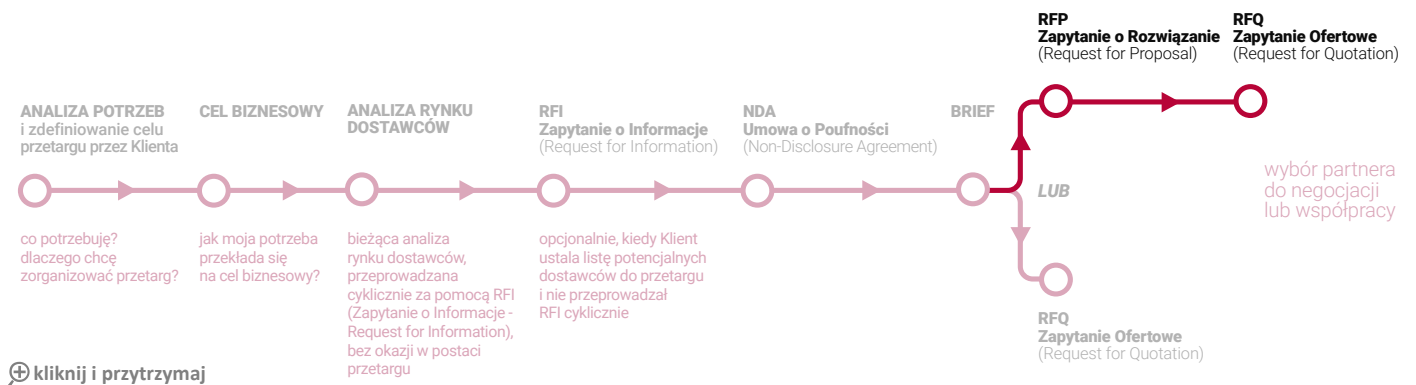 RFP
Zapytanie o Rozwiązanie
(Request for Proposal)
RFQ
Zapytanie Ofertowe
(Request for Quotation)
ANALIZA POTRZEB
i zdefiniowanie celu
przetargu przez Klienta
CEL BIZNESOWY
ANALIZA RYNKU
DOSTAWCÓW
RFI
Zapytanie o Informacje
(Request for Information)
NDA
Umowa o Poufności
(Non-Disclosure Agreement)
BRIEF
LUB
wybór partnera
do negocjacji
lub współpracy
co potrzebuję?
dlaczego chcę
zorganizować przetarg?
jak moja potrzeba
przekłada się
na cel biznesowy?
bieżąca analiza
rynku dostawców,
przeprowadzana
cyklicznie za pomocą RFI
(Zapytanie o Informacje -
Request for Information),
bez okazji w postaci
przetargu
opcjonalnie, kiedy Klient
ustala listę potencjalnych
dostawców do przetargu
i nie przeprowadzał
RFI cyklicznie
RFQ
Zapytanie Ofertowe
(Request for Quotation)
kliknij i przytrzymaj